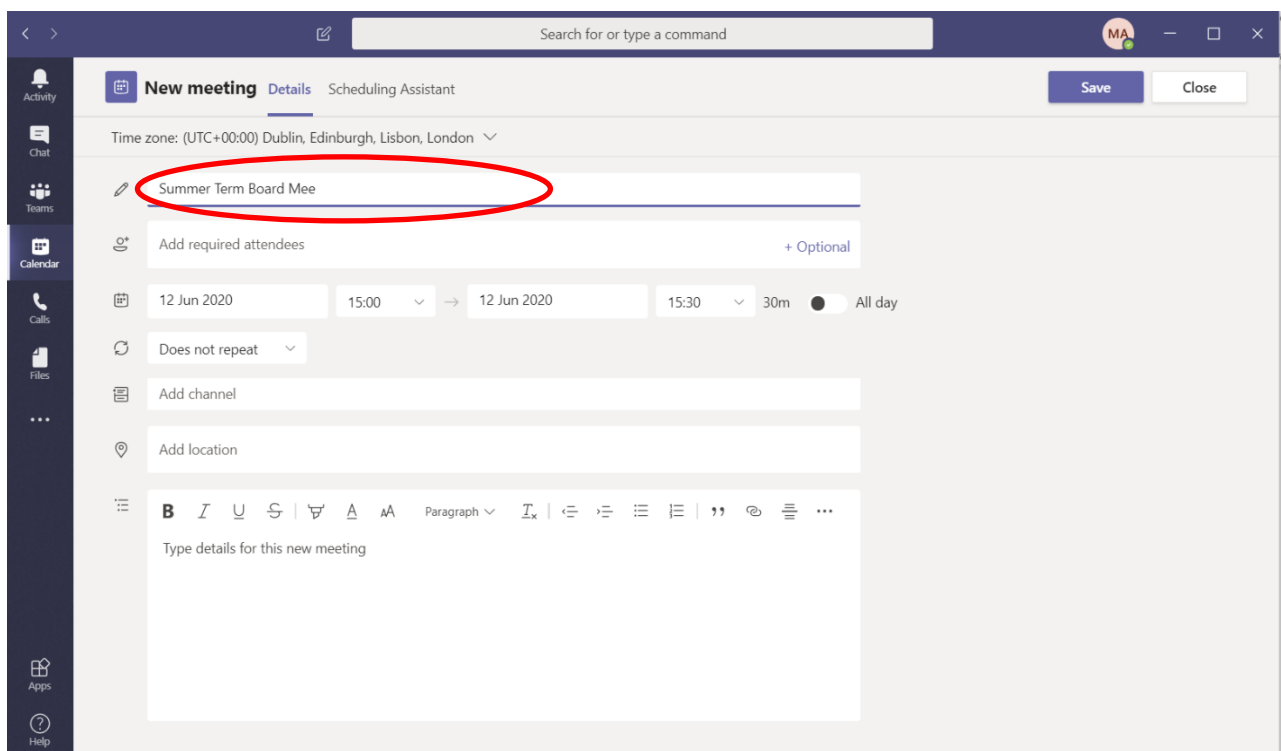 Search for or type a command
MA
Activity
Chat
Teams
Calendar
Calls
Files
Apps
Help
New meeting Details Scheduling Assistant
Save Close
Time zone: (UTC+00:00) Dublin, Edinburgh, Lisbon, London
Summer Term Board Mee
Add required attendees + Optional
12 Jun 2020 15:00 → 12 Jun 2020 15:30 30m All day
Does not repeat
Add channel
Add location
B I U S A AA Paragraph Tx
Type details for this new meeting